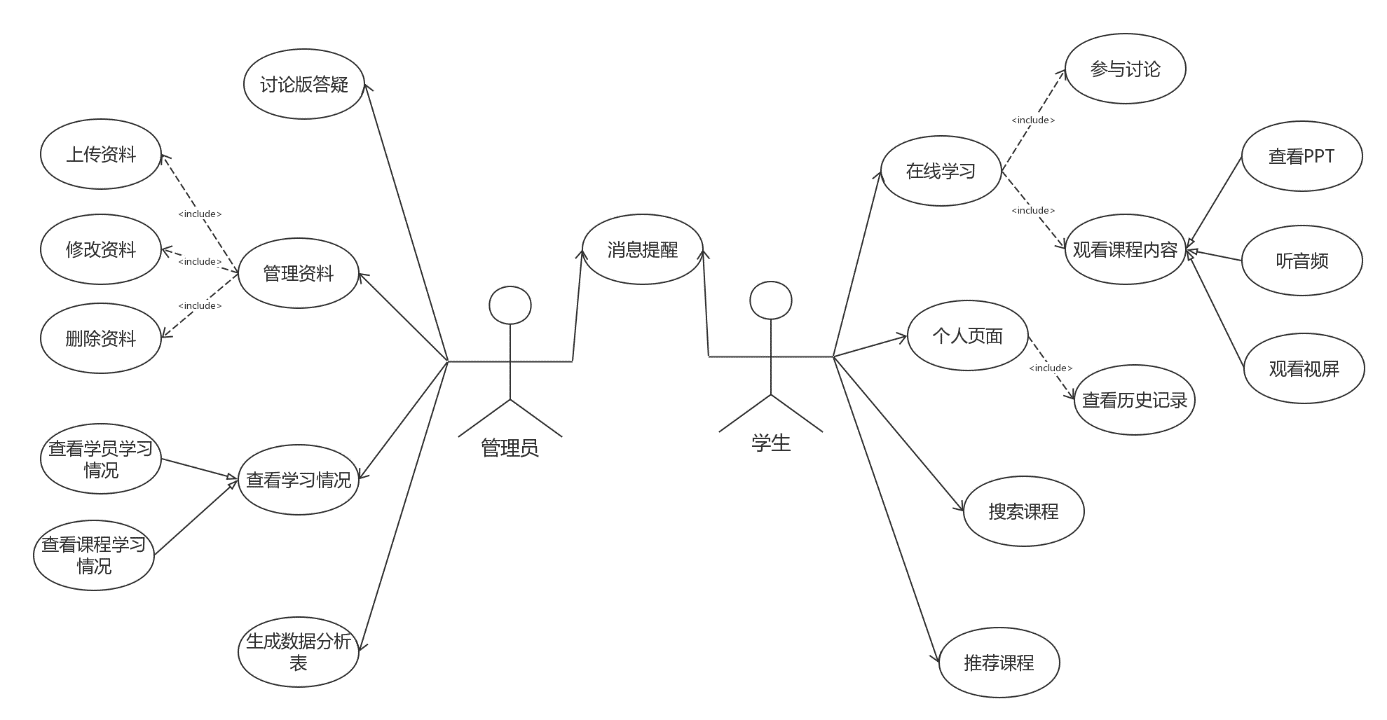 讨论版答疑
上传资料
<include>
修改资料
<include>
管理资料
<include>
删除资料
查看学员学习
情况
查看学习情况
查看课程学习
情况
生成数据分析
表
管理员
消息提醒
学生
参与讨论
<include>
在线学习
<include>
观看课程内容
查看PPT
听音频
观看视屏
个人页面
<include>
查看历史记录
搜索课程
推荐课程